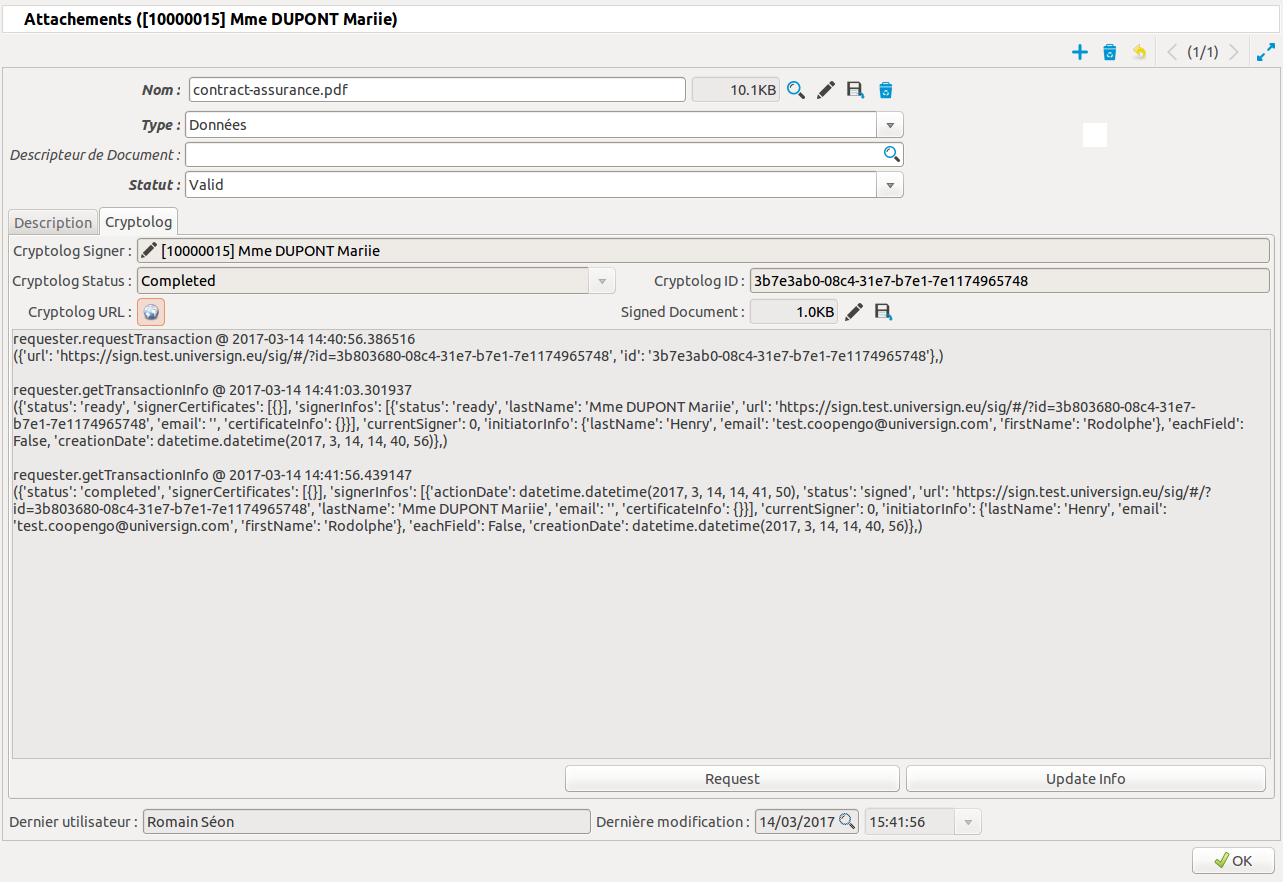 Attachements ([10000015] Mme DUPONT Mariie)
(1/1)
Nom : contract-assurance.pdf 10.1KB
Type : Données
Descripteur de Document :
Statut : Valid
Description Cryptolog
Cryptolog Signer : [10000015] Mme DUPONT Mariie
Cryptolog Status : Completed Cryptolog ID : 3b7e3ab0-08c4-31e7-b7e1-7e1174965748
Cryptolog URL : Signed Document : 1.0KB
requester.requestTransaction @ 2017-03-14 14:40:56.386516
({'url': 'https://sign.test.universign.eu/sig/#/?id=3b803680-08c4-31e7-b7e1-7e1174965748', 'id': '3b7e3ab0-08c4-31e7-b7e1-7e1174965748'},)
requester.getTransactionInfo @ 2017-03-14 14:41:03.301937
({'status': 'ready', 'signerCertificates': [{}], 'signerInfos': [{'status': 'ready', 'lastName': 'Mme DUPONT Mariie', 'url': 'https://sign.test.universign.eu/sig/#/?id=3b803680-08c4-31e7-
b7e1-7e1174965748', 'email': '', 'certificateInfo': {}}], 'currentSigner': 0, 'initiatorInfo': {'lastName': 'Henry', 'email': 'test.coopengo@universign.com', 'firstName': 'Rodolphe'}, 'eachField':
False, 'creationDate': datetime.datetime(2017, 3, 14, 14, 40, 56)},)
requester.getTransactionInfo @ 2017-03-14 14:41:56.439147
({'status': 'completed', 'signerCertificates': [{}], 'signerInfos': [{'actionDate': datetime.datetime(2017, 3, 14, 14, 41, 50), 'status': 'signed', 'url': 'https://sign.test.universign.eu/sig/#/?
id=3b803680-08c4-31e7-b7e1-7e1174965748', 'lastName': 'Mme DUPONT Mariie', 'email': '', 'certificateInfo': {}}], 'currentSigner': 0, 'initiatorInfo': {'lastName': 'Henry', 'email':
'test.coopengo@universign.com', 'firstName': 'Rodolphe'}, 'eachField': False, 'creationDate': datetime.datetime(2017, 3, 14, 14, 40, 56)},)
Request Update Info
Dernier utilisateur : Romain Séon Dernière modification : 14/03/2017 15:41:56
OK